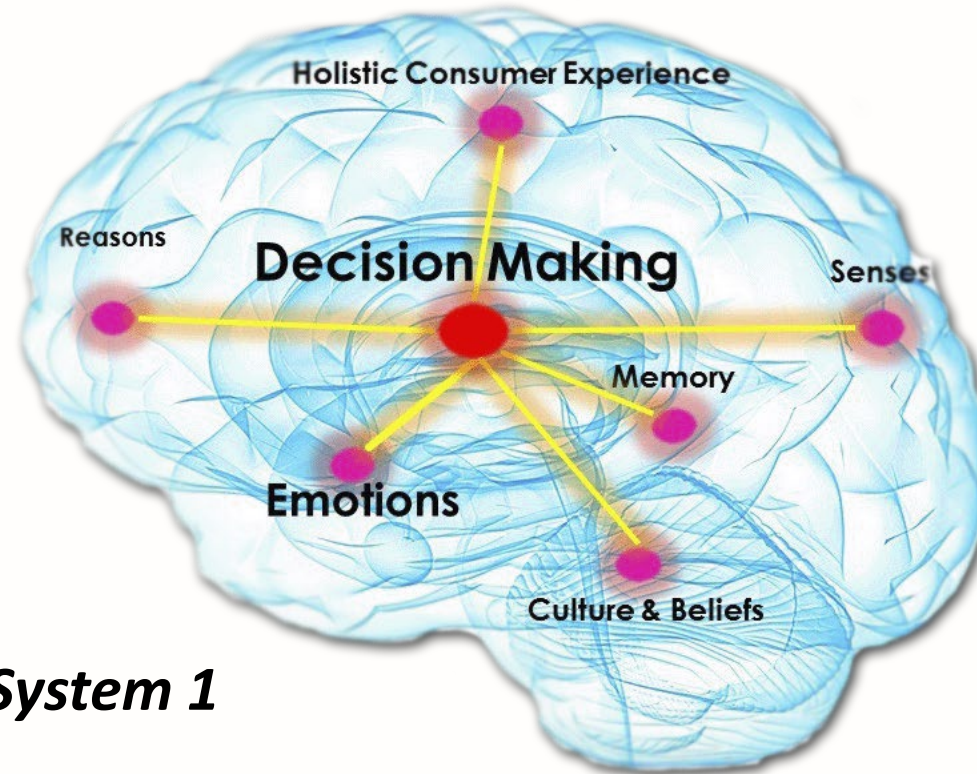 Holistic Consumer Experience
Reasons
Decision Making
Senses
Memory
Emotions
Culture & Beliefs
System 1